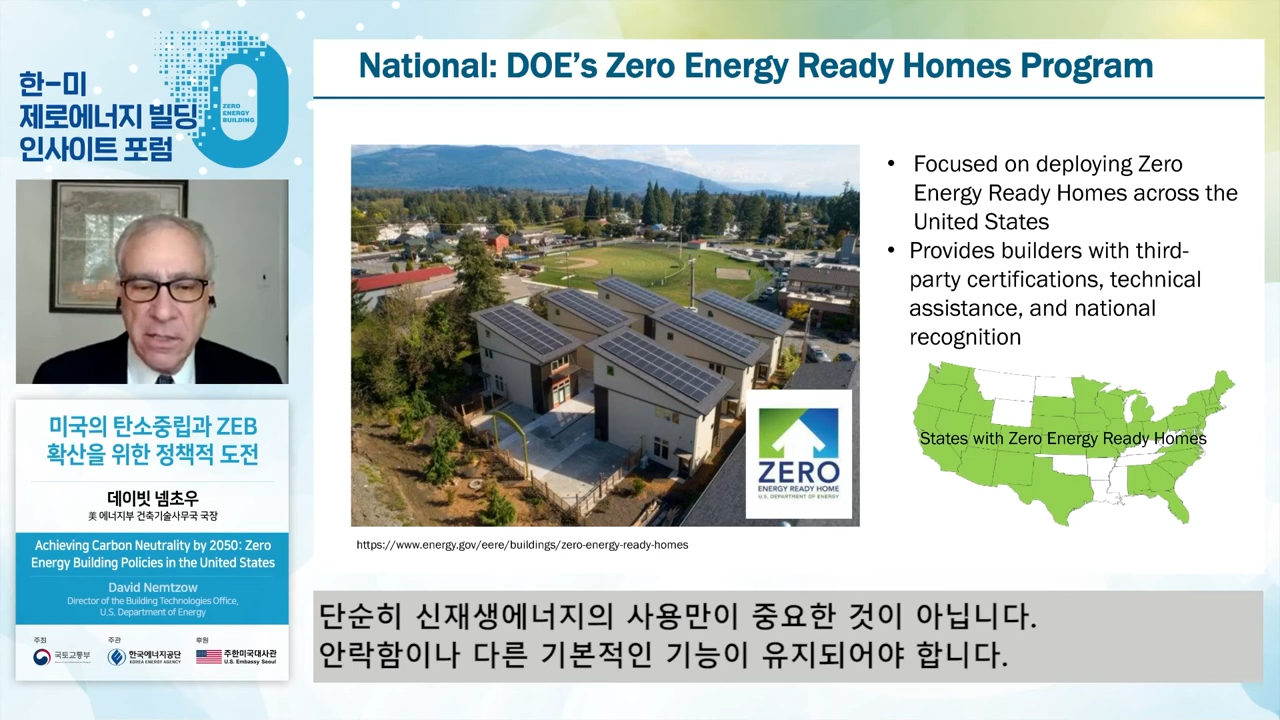 한-미
제로에너지 빌딩
인사이트 포럼
ZERO
ENERGY
BUILDING
미국의 탄소중립과 ZEB
확산을 위한 정책적 도전
데이빗 넴초우
美 에너지부 건축기술사무국 국장
Achieving Carbon Neutrality by 2050: Zero
Energy Building Policies in the United States
David Nemtzow
Director of the Building Technologies Office,
U.S. Department of Energy
주최
주관
후원
국토교통부
한국에너지공단
KOREA ENERGY AGENCY
주한미국대사관
U.S. Embassy Seoul
National: DOE's Zero Energy Ready Homes Program
ZERO
ENERGY READY HOME
U.S. DEPARTMENT OF ENERGY
https://www.energy.gov/eere/buildings/zero-energy-ready-homes
• Focused on deploying Zero
Energy Ready Homes across the
United States
• Provides builders with third-
party certifications, technical
assistance, and national
recognition
States with Zero Energy Ready Homes
단순히 신재생에너지의 사용만이 중요한 것이 아닙니다.
안락함이나 다른 기본적인 기능이 유지되어야 합니다.